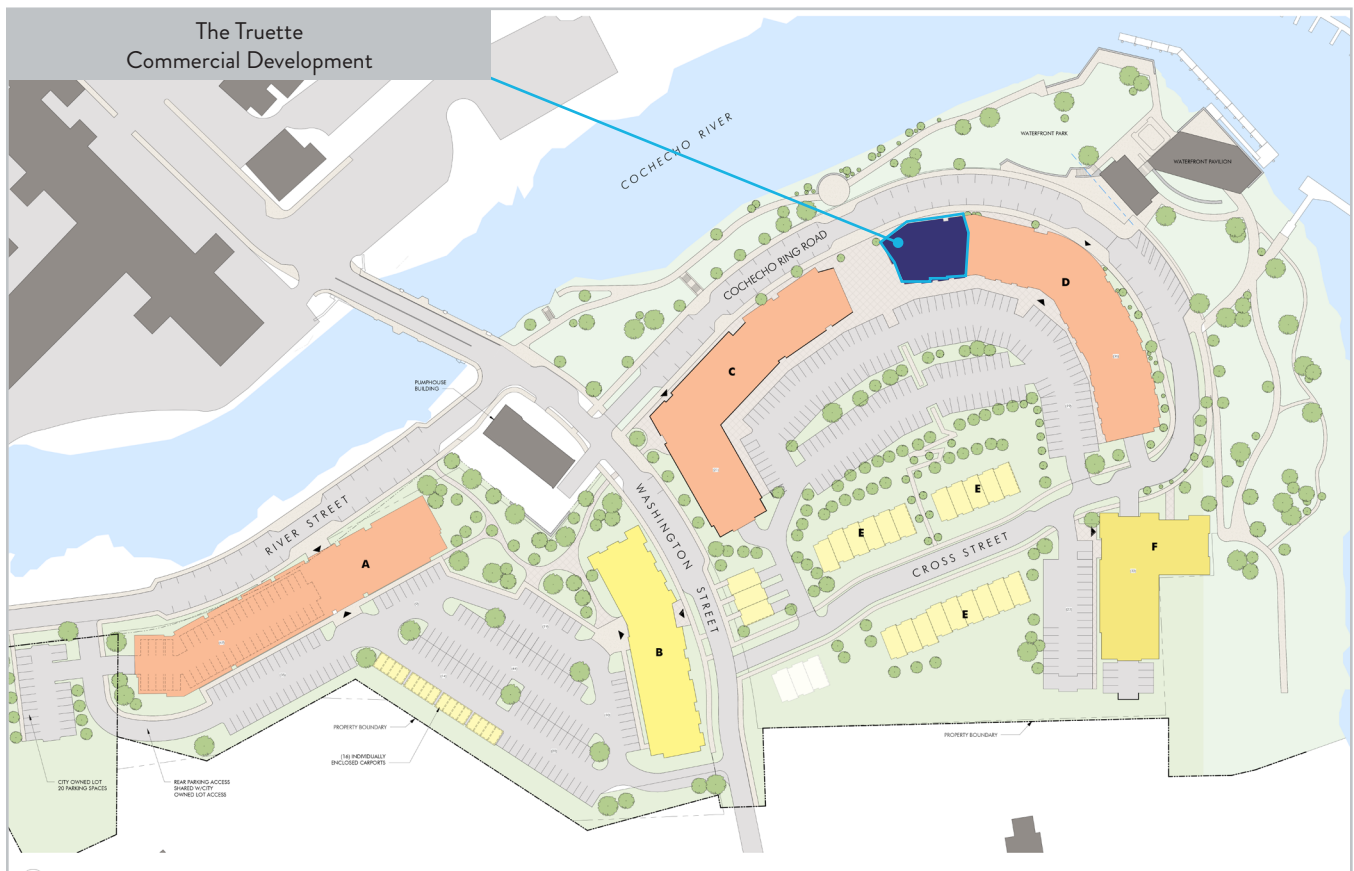 The Truette
Commercial Development
COCHECHO RIVER
WATERFRONT PARK
WATERFRONT PAVILION
COCHECHO RING ROAD
D
C
PUMPHOUSE
BUILDING
WASHINGTON STREET
RIVER STREET
E
E
CROSS STREET
A
F
E
B
PROPERTY BOUNDARY
PROPERTY BOUNDARY
(16) INDIVIDUALLY
ENCLOSED CARPORTS
CITY OWNED LOT
20 PARKING SPACES
REAR PARKING ACCESS
SHARED W/CITY
OWNED LOT ACCESS